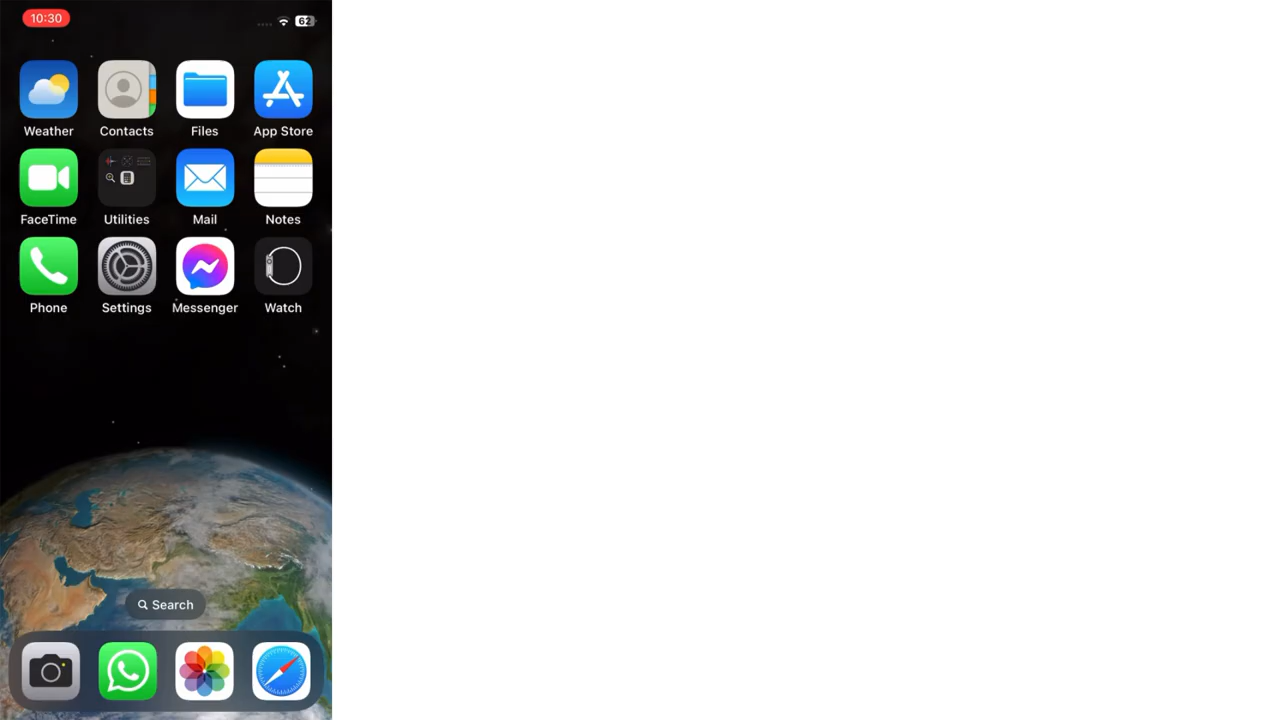 10:30
62
Weather Contacts Files App Store
FaceTime Utilities Mail Notes
Phone Settings Messenger Watch
Search